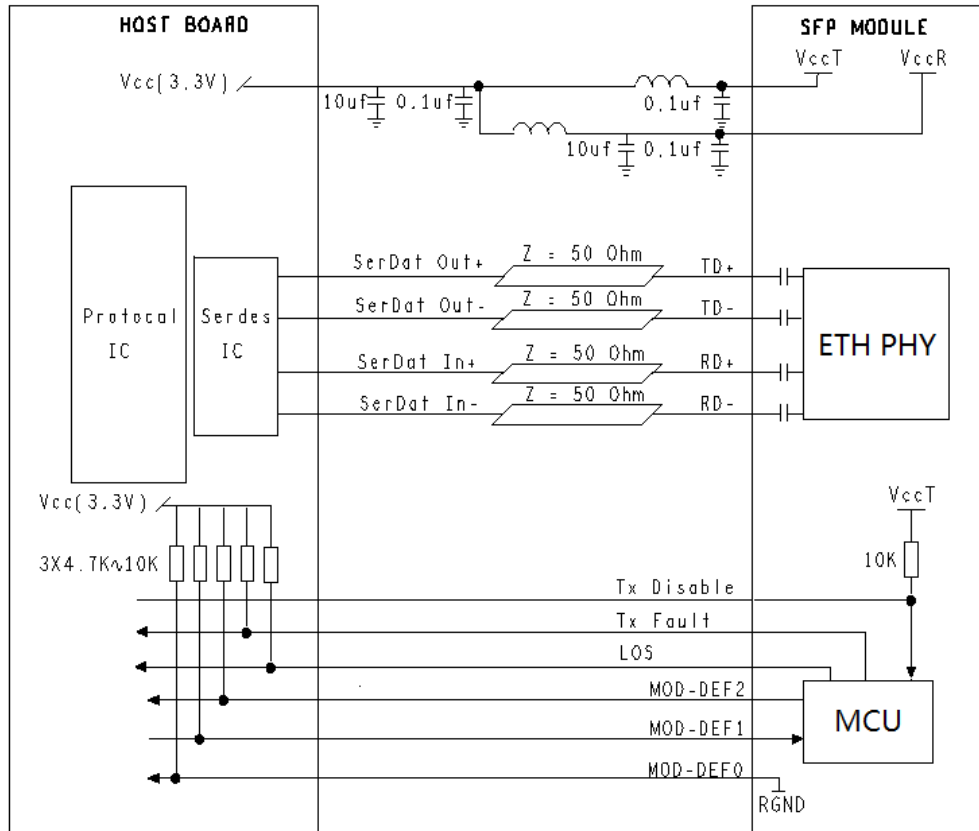 HOST BOARD
SFP MODULE
VccT
VccR
Vcc(3.3V)
10uf
0.1uf
0.1uf
10uf
0.1uf
SerDat Out+
Z = 50 Ohm
TD+
SerDat Out-
Z = 50 Ohm
TD-
Protocal
IC
Serdes
IC
ETH PHY
SerDat In+
Z = 50 Ohm
RD+
SerDat In-
Z = 50 Ohm
RD-
Vcc(3.3V)
VccT
3X4.7K∿10K
10K
Tx Disable
Tx Fault
LOS
MOD-DEF2
MCU
MOD-DEF1
MOD-DEF0
RGND